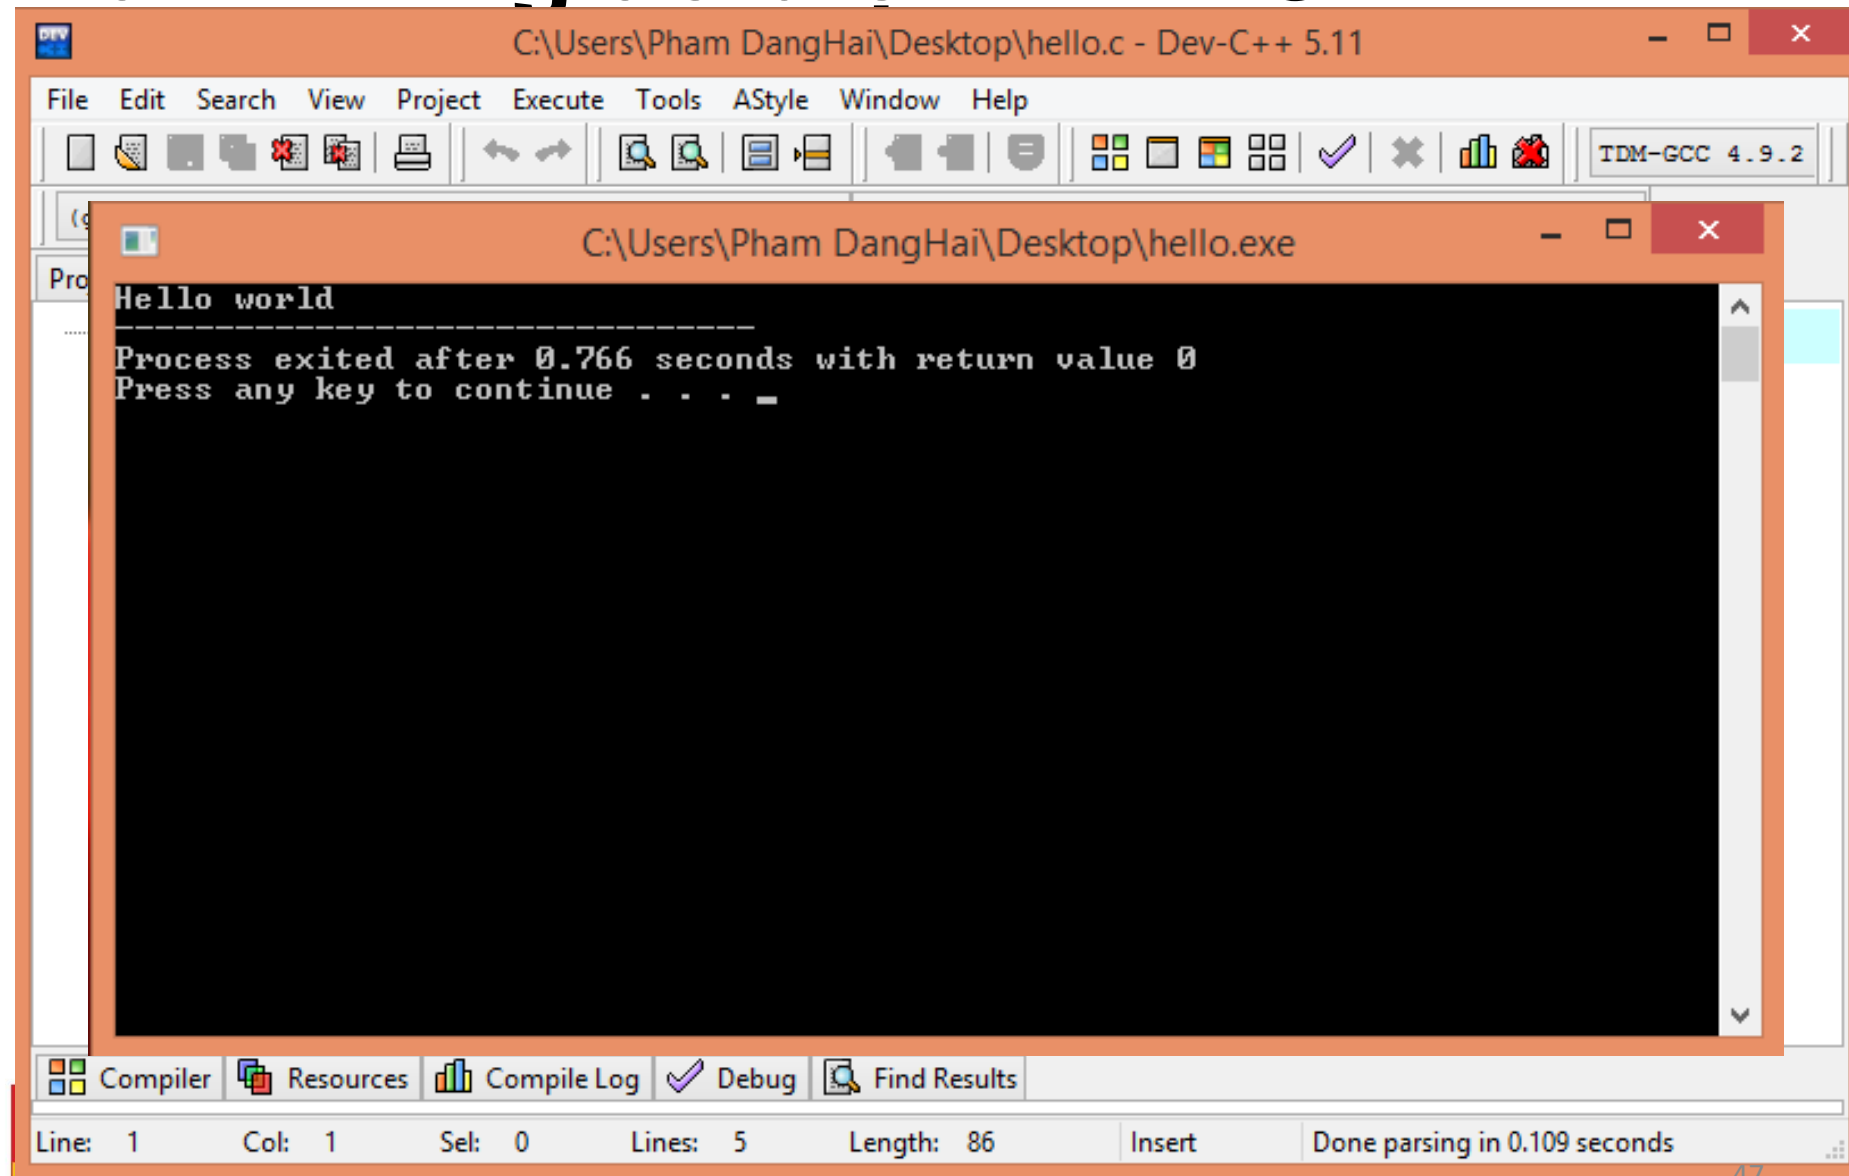 C:\Users\Pham DangHai\Desktop\hello.c - Dev-C++ 5.11
File Edit Search View Project Execute Tools AStyle Window Help
TDM-GCC 4.9.2
C:\Users\Pham DangHai\Desktop\hello.exe
Hello world
--------------------------------
Process exited after 0.766 seconds with return value 0
Press any key to continue . . . _
Compiler Resources Compile Log Debug Find Results
Line: 1 Col: 1 Sel: 0 Lines: 5 Length: 86 Insert Done parsing in 0.109 seconds